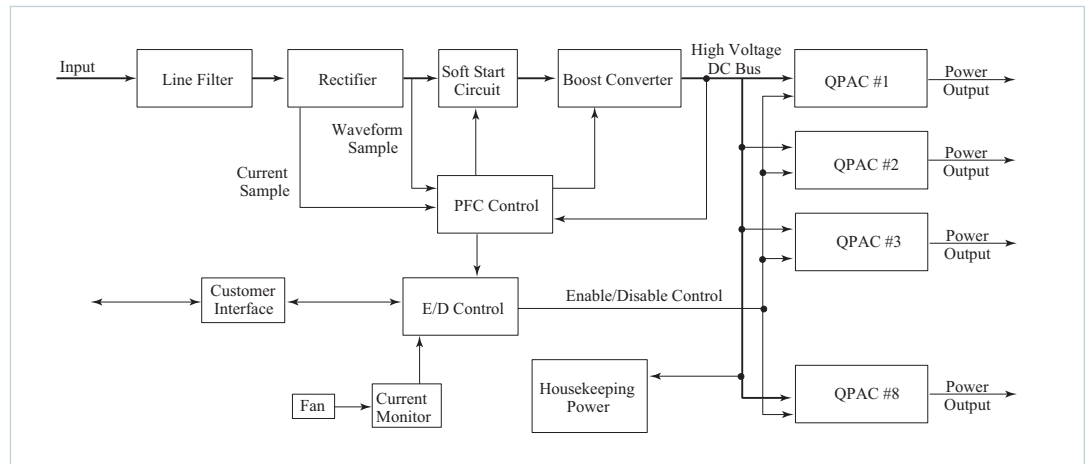 Input
Line Filter
Rectifier
Soft Start
Circuit
Boost Converter
High Voltage
DC Bus
QPAC #1
Power
Output
Waveform
Sample
Current
Sample
PFC Control
QPAC #2
Power
Output
QPAC #3
Power
Output
Customer
Interface
E/D Control
Enable/Disable Control
Fan
Current
Monitor
Housekeeping
Power
QPAC #8
Power
Output